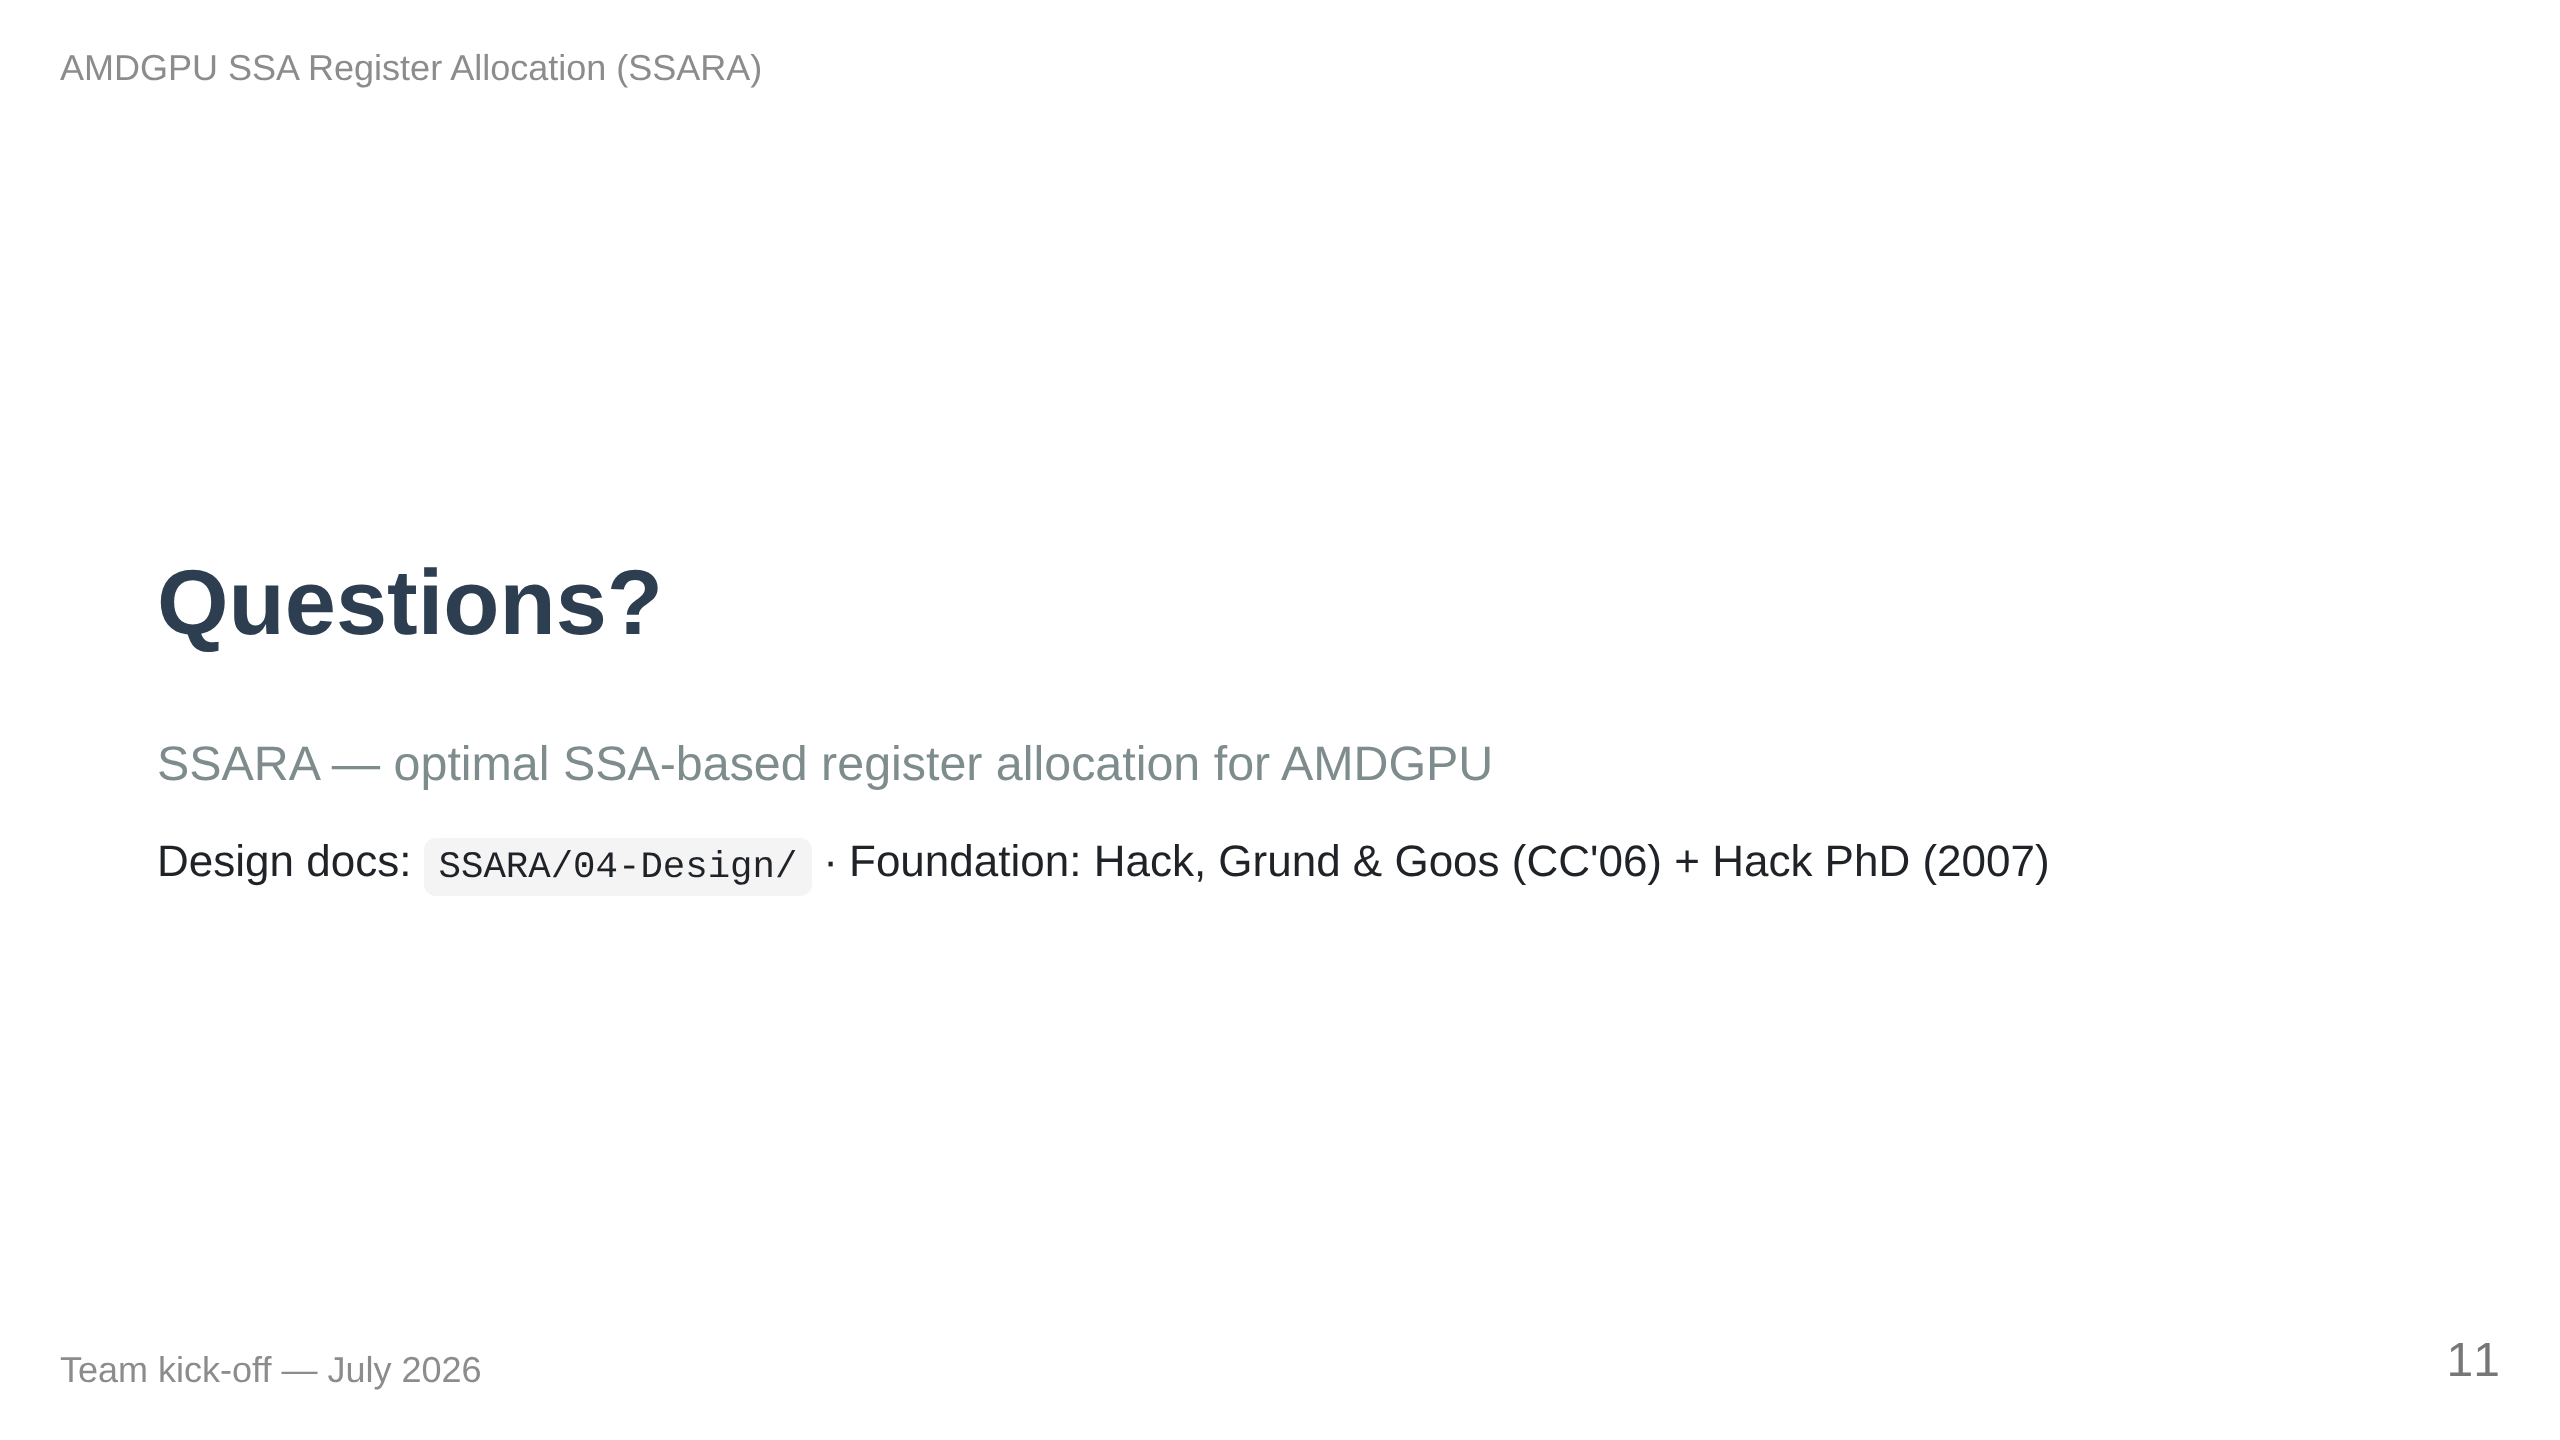 AMDGPU SSA Register Allocation (SSARA)
Questions?
SSARA — optimal SSA-based register allocation for AMDGPU
Design docs: SSARA/04-Design/ · Foundation: Hack, Grund & Goos (CC'06) + Hack PhD (2007)
Team kick-off — July 2026
11